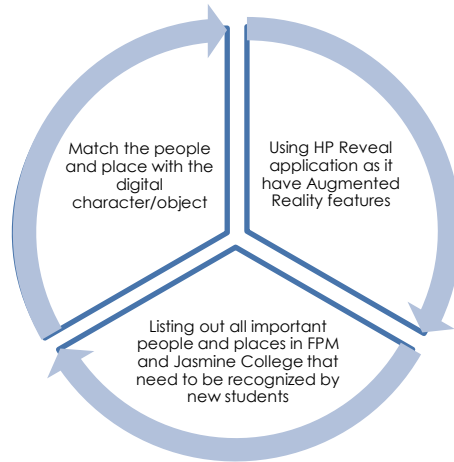 Match the people
and place with the
digital
character/object
Using HP Reveal
application as it
have Augmented
Reality features
Listing out all important
people and places in FPM
and Jasmine College that
need to be recognized by
new students